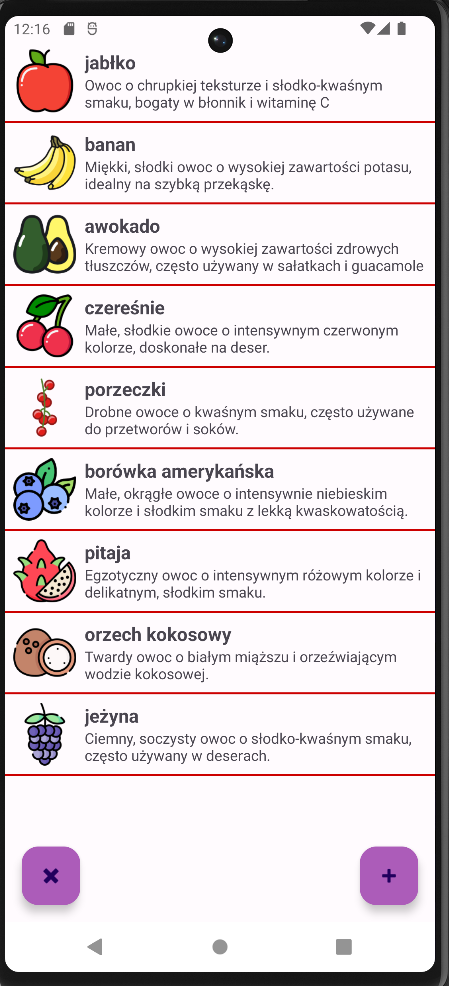 12:16
jabłko
Owoc o chrupkiej teksturze i słodko-kwaśnym
smaku, bogaty w błonnik i witaminę C
banan
Miękki, słodki owoc o wysokiej zawartości potasu,
idealny na szybką przekąskę.
awokado
Kremowy owoc o wysokiej zawartości zdrowych
tłuszczów, często używany w sałatkach i guacamole
czereśnie
Małe, słodkie owoce o intensywnym czerwonym
kolorze, doskonałe na deser.
porzeczki
Drobne owoce o kwaśnym smaku, często używane
do przetworów i soków.
borówka amerykańska
Małe, okrągłe owoce o intensywnie niebieskim
kolorze i słodkim smaku z lekką kwaskowatością.
pitaja
Egzotyczny owoc o intensywnym różowym kolorze i
delikatnym, słodkim smaku.
orzech kokosowy
Twardy owoc o białym miąższu i orzeźwiającym
wodzie kokosowej.
jeżyna
Ciemny, soczysty owoc o słodko-kwaśnym smaku,
często używany w deserach.